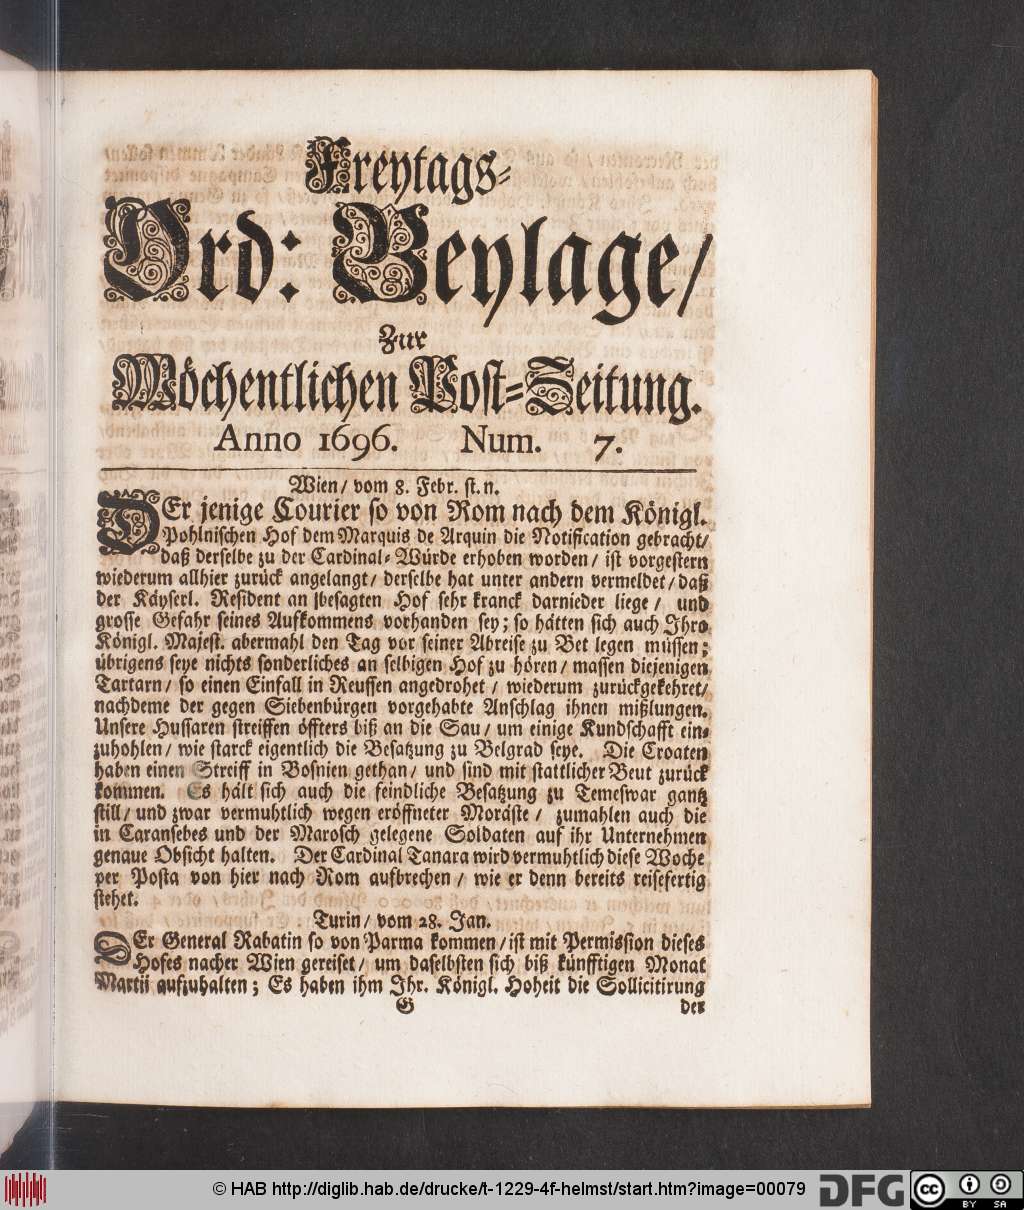 Freytags-
Ord: Beylage/
Zur
Wöchentlichen Post-Zeitung.
Anno 1696. Num. 7.
Wien/ vom 8. Febr. st. n.
DEr jenige Courier so von Rom nach dem Königl.
Pohlnischen Hof dem Marquis de Arquin die Notification gebracht/
daß derselbe zu der Cardinal-Würde erhoben worden/ ist vorgestern
wiederum allhier zurück angelangt/ derselbe hat unter andern vermeldet/ daß
der Käyserl. Resident an besagten Hof sehr kranck darnieder liege/ und
grosse Gefahr seines Aufkommens vorhanden sey; so hätten sich auch Ihro
Königl. Majest. abermahl den Tag vor seiner Abreise zu Bet legen müssen;
übrigens seye nichts sonderliches an selbigen Hof zu hören/ massen diejenigen
Tartarn/ so einen Einfall in Reussen angedrohet/ wiederum zurückgekehret/
nachdeme der gegen Siebenbürgen vorgehabte Anschlag ihnen mißlungen.
Unsere Hussaren streiffen öffters biß an die Sau/ um einige Kundschafft ein-
zuhohlen/ wie starck eigentlich die Besatzung zu Belgrad seye. Die Croaten
haben einen Streiff in Bosnien gethan/ und sind mit stattlicher Beut zurück
kommen. Es hält sich auch die feindliche Besatzung zu Temeswar gantz
still/ und zwar vermuhtlich wegen eröffneter Moräste/ zumahlen auch die
in Caransebes und der Marosch gelegene Soldaten auf ihr Unternehmen
genaue Obsicht halten. Der Cardinal Tanara wird vermuhtlich diese Woche
per Posta von hier nach Rom aufbrechen/ wie er denn bereits reisefertig
stehet.
Turin/ vom 28. Jan.
DEr General Rabatin so von Parma kommen/ ist mit Permission dieses
Hofes nacher Wien gereiset/ um daselbsten sich biß künfftigen Monat
Martii aufzuhalten; Es haben ihm Ihr. Königl. Hoheit die Sollicitirung
G der
© HAB http://diglib.hab.de/drucke/t-1229-4f-helmst/start.htm?image=00079
DFG
cc BY SA